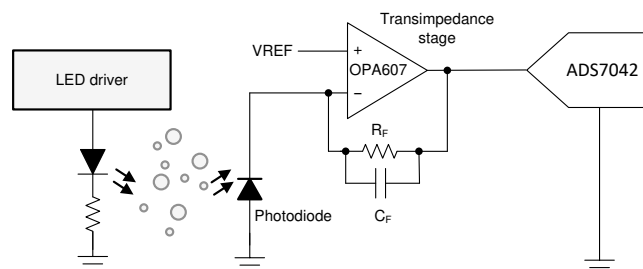 Transimpedance
stage
VREF
+
OPA607
−
ADS7042
LED driver
RF
Photodiode
CF